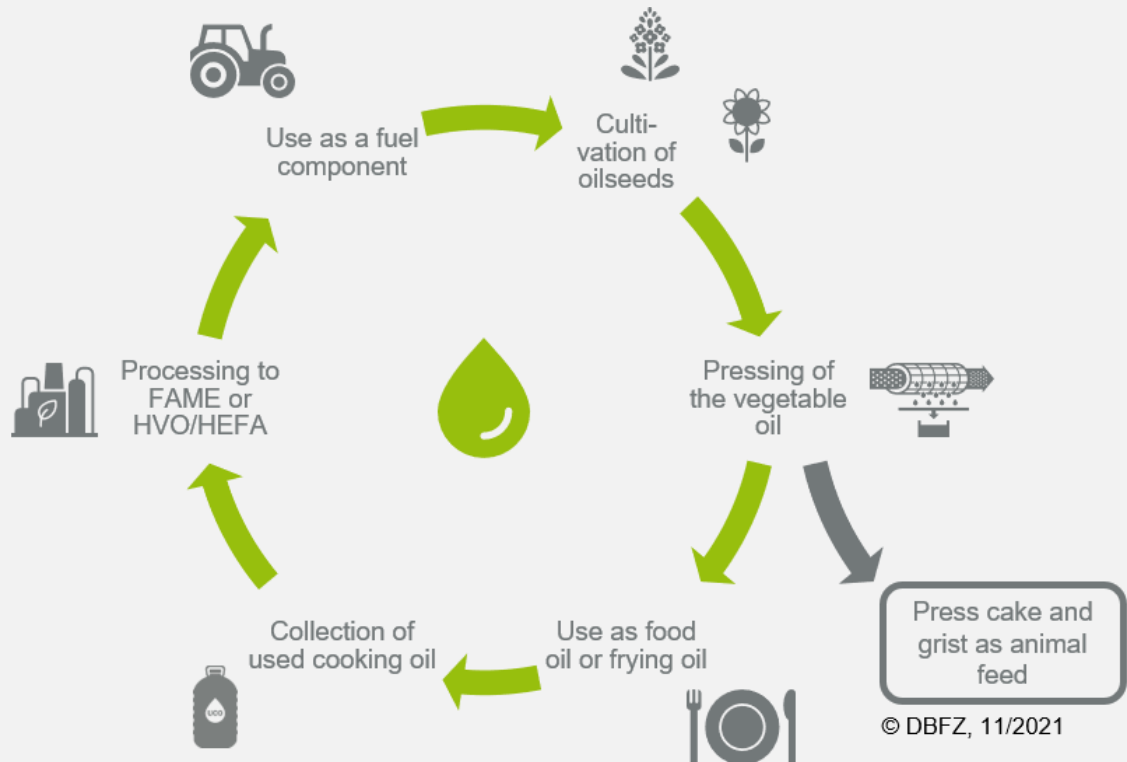 Use as a fuel
component
Culti-
vation of
oilseeds
Pressing of
the vegetable
oil
Press cake and
grist as animal
feed
Use as food
oil or frying oil
Collection of
used cooking oil
UCO
Processing to
FAME or
HVO/HEFA
© DBFZ, 11/2021